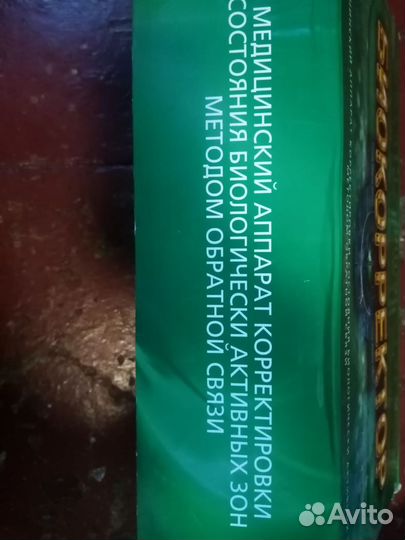 МЕДИЦИНСКИЙ АППАРАТ КОРРЕКТИРОВКИ
СОСТОЯНИЯ БИОЛОГИЧЕСКИ АКТИВНЫХ ЗОН
МЕТОДОМ ОБРАТНОЙ СВЯЗИ
БИОКОРРЕКТОР
Avito